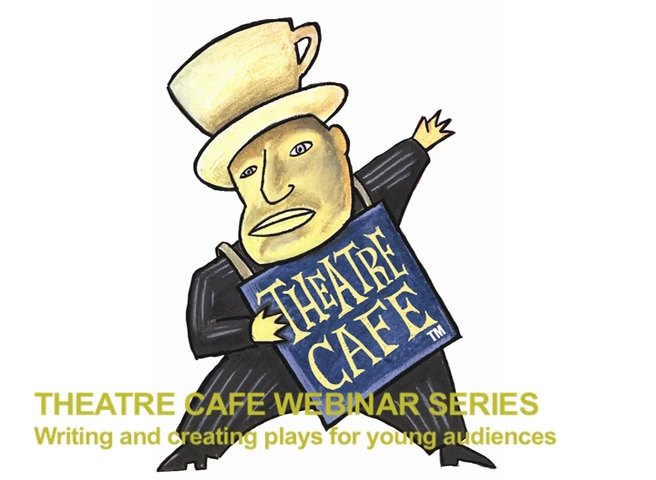 THEATRE
CAFE
TM
THEATRE CAFE WEBINAR SERIES
Writing and creating plays for young audiences